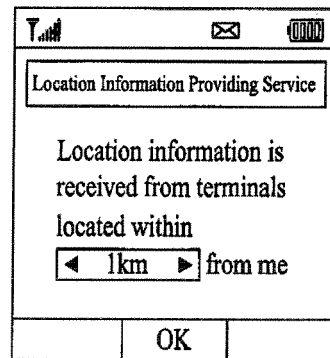 Location Information Providing Service
Location information is
received from terminals
located within
◄ 1km ► from me
OK